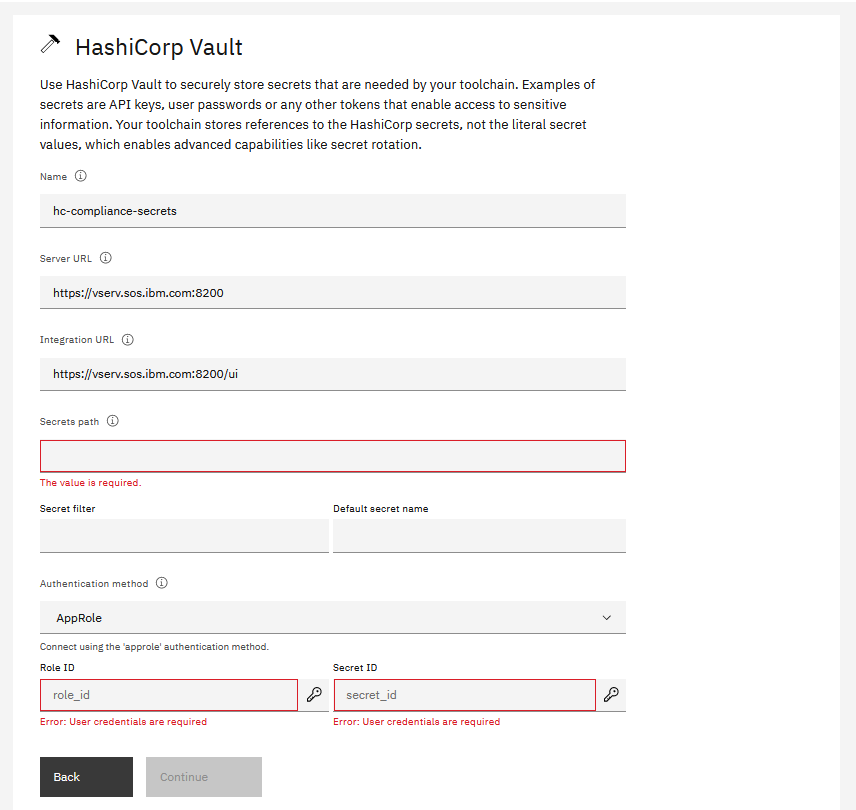 HashiCorp Vault
Use HashiCorp Vault to securely store secrets that are needed by your toolchain. Examples of
secrets are API keys, user passwords or any other tokens that enable access to sensitive
information. Your toolchain stores references to the HashiCorp secrets, not the literal secret
values, which enables advanced capabilities like secret rotation.
Name
hc-compliance-secrets
Server URL
https://vserv.sos.ibm.com:8200
Integration URL
https://vserv.sos.ibm.com:8200/ui
Secrets path
The value is required.
Secret filter Default secret name
Authentication method
AppRole
Connect using the 'approle' authentication method.
Role ID Secret ID
role_id secret_id
Error: User credentials are required Error: User credentials are required
Back Continue